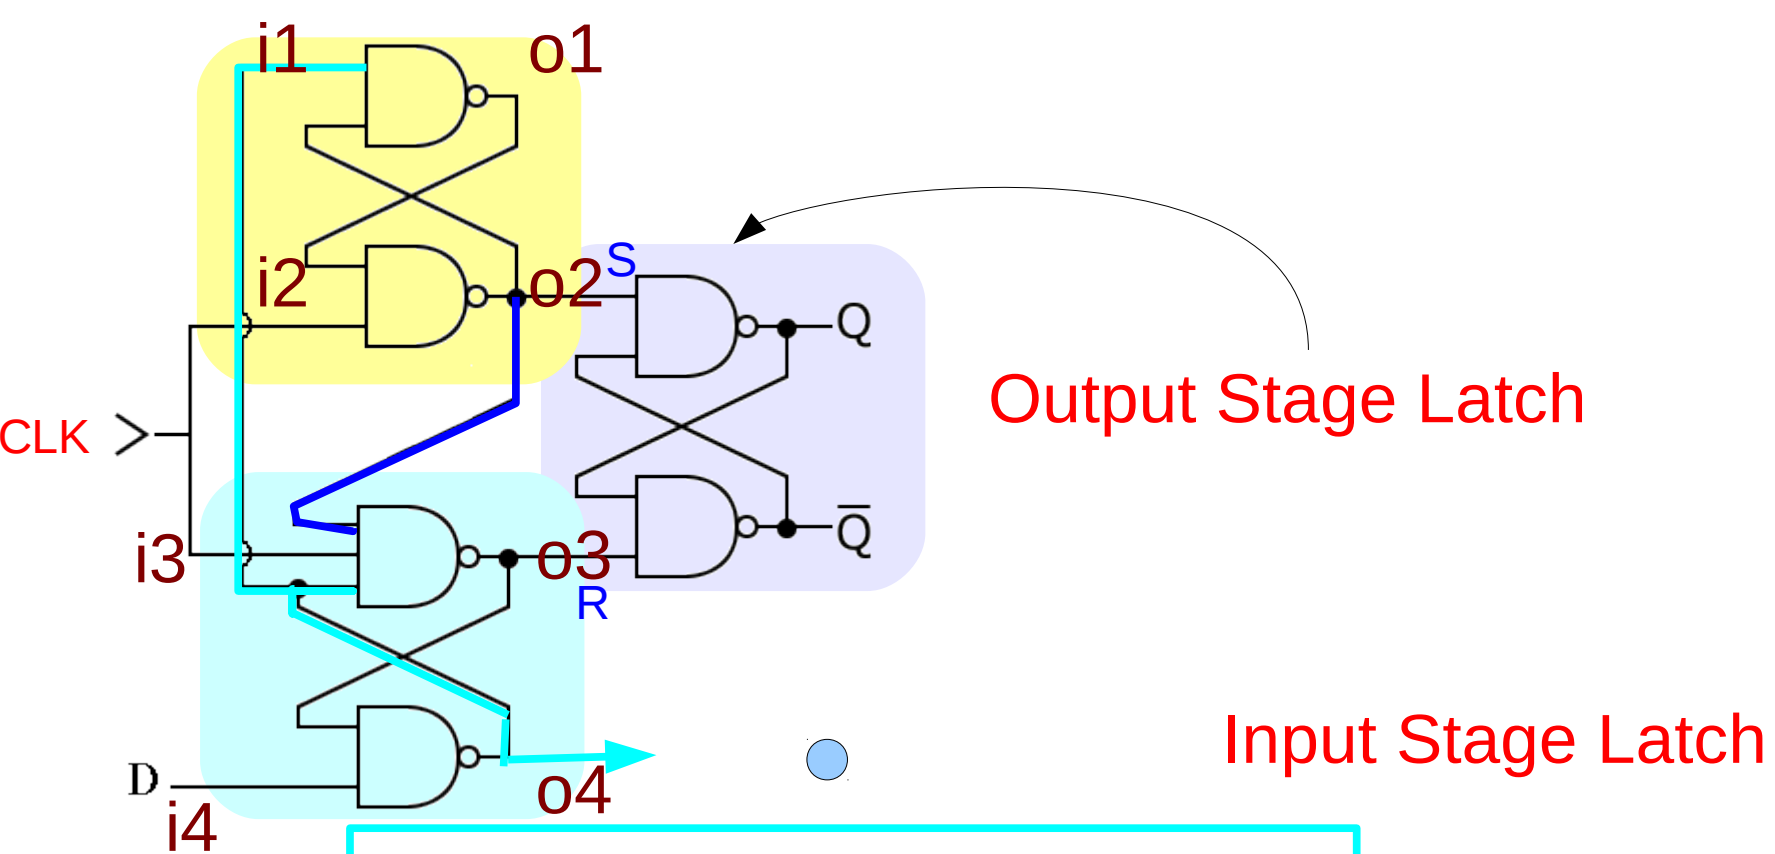 i1
o1
i2
o2
S
Q
Output Stage Latch
CLK
Q̅
i3
o3
R
Input Stage Latch
D
o4
i4